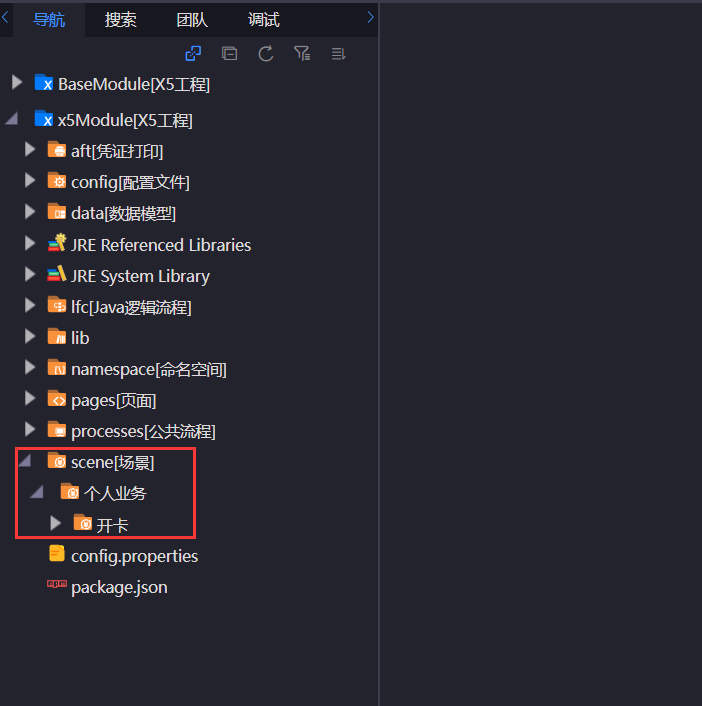 导航 搜索 团队 调试
BaseModule[X5工程]
x5Module[X5工程]
aft[凭证打印]
config[配置文件]
data[数据模型]
JRE Referenced Libraries
JRE System Library
lfc[Java逻辑流程]
lib
namespace[命名空间]
pages[页面]
processes[公共流程]
scene[场景]
个人业务
开卡
config.properties
package.json